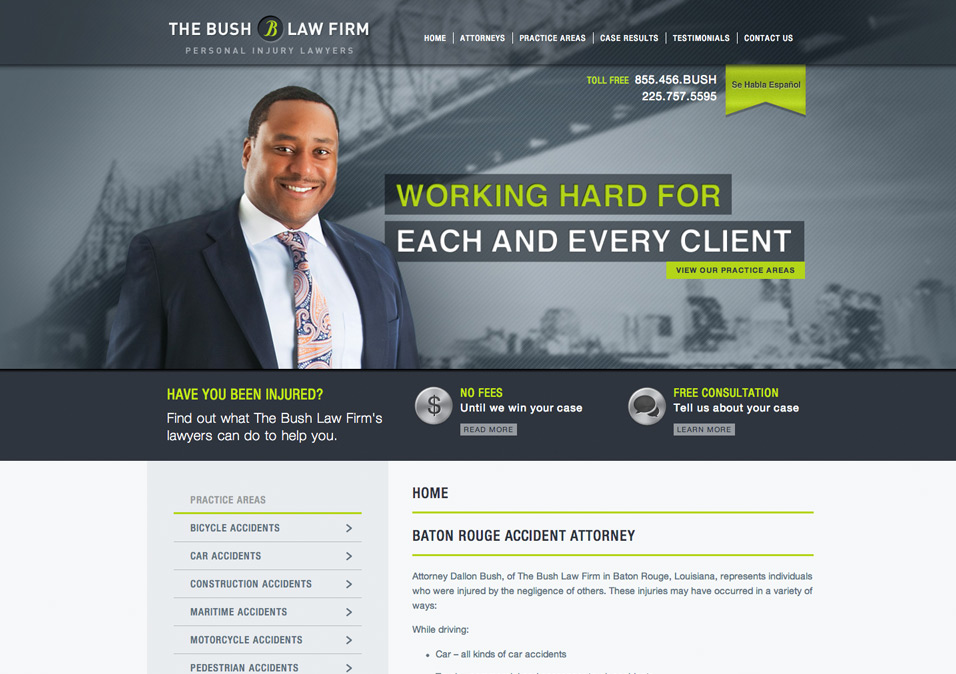 THE BUSH B LAW FIRM
PERSONAL INJURY LAWYERS
HOME
ATTORNEYS
PRACTICE AREAS
CASE RESULTS
TESTIMONIALS
CONTACT US
TOLL FREE 855.456.BUSH
225.757.5595
Se Habla Español
WORKING HARD FOR
EACH AND EVERY CLIENT
VIEW OUR PRACTICE AREAS
HAVE YOU BEEN INJURED?
Find out what The Bush Law Firm's
lawyers can do to help you.
$
NO FEES
Until we win your case
READ MORE
FREE CONSULTATION
Tell us about your case
LEARN MORE
PRACTICE AREAS
BICYCLE ACCIDENTS
CAR ACCIDENTS
CONSTRUCTION ACCIDENTS
MARITIME ACCIDENTS
MOTORCYCLE ACCIDENTS
PEDESTRIAN ACCIDENTS
HOME
BATON ROUGE ACCIDENT ATTORNEY
Attorney Dallon Bush, of The Bush Law Firm in Baton Rouge, Louisiana, represents individuals
who were injured by the negligence of others. These injuries may have occurred in a variety of
ways:
While driving:
• Car – all kinds of car accidents